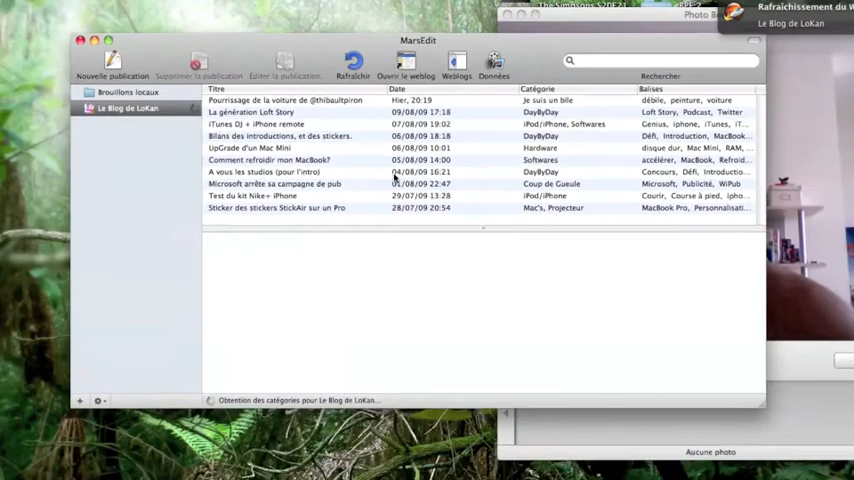 The Simpsons S2DE21
Rafraîchissement du
Le Blog de LoKan
MarsEdit
Nouvelle publication
Supprimer la publication
Éditer la publication
Rafraîchir
Ouvrir le weblog
Weblogs
Données
Rechercher
Brouillons locaux
Le Blog de LoKan
Titre Date Catégorie Balises
Pourrissage de la voiture de @thibaultpiron Hier, 20:19 Je suis un bile débile, peinture, voiture
La génération Loft Story 09/08/09 17:18 DayByDay Loft Story, Podcast, Twitter
iTunes DJ + iPhone remote 07/08/09 19:02 iPod/iPhone, Softwares Genius, iphone, iT...
Bilans des introductions, et des stickers. 06/08/09 18:18 DayByDay Défi, Introduction, MacBook...
UpGrade d'un Mac Mini 06/08/09 10:01 Hardware disque dur, Mac Mini, RAM, ...
Comment refroidir mon MacBook? 05/08/09 14:00 Softwares accélérer, MacBook, Refroid...
A vous les studios (pour l'intro) 04/08/09 16:21 DayByDay Concours, Défi, Introductio...
Microsoft arrête sa campagne de pub 01/08/09 22:47 Coup de Gueule Microsoft, Publicité, WiPub
Test du kit Nike+ iPhone 29/07/09 13:28 iPod/iPhone Courir, Course à pied, ipho...
Sticker des stickers StickAir sur un Pro 28/07/09 20:54 Mac's, Projecteur MacBook Pro, Personnalisati...
Obtention des catégories pour Le Blog de LoKan...
Aucune photo